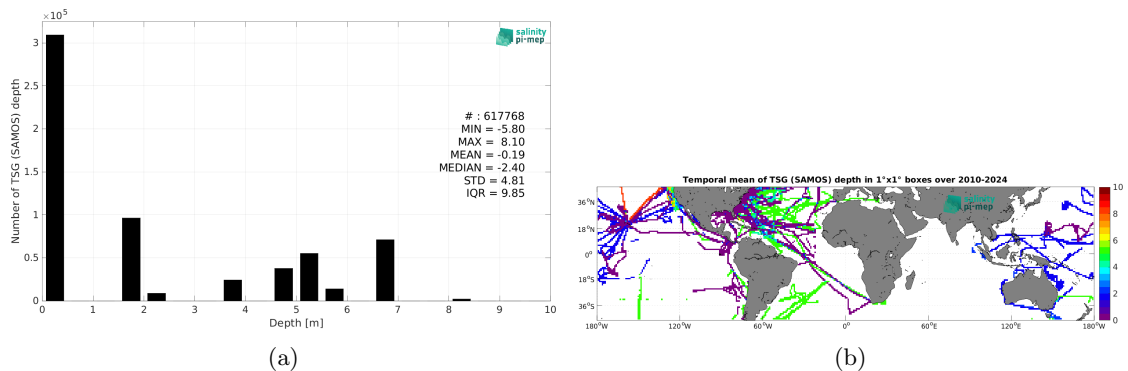 ×10⁵
3
2.5
2
1.5
1
0.5
0
Number of TSG (SAMOS) depth
salinity
pi-mep
# : 617768
MIN = -5.80
MAX = 8.10
MEAN = -0.19
MEDIAN = -2.40
STD = 4.81
IQR = 9.85
0 1 2 3 4 5 6 7 8 9 10
Depth [m]
(a)
Temporal mean of TSG (SAMOS) depth in 1°x1° boxes over 2010-2024
salinity
pi-mep
36°N
18°N
0°
18°S
36°S
180°W 120°W 60°W 0° 60°E 120°E 180°E
10
8
6
4
2
0
(b)